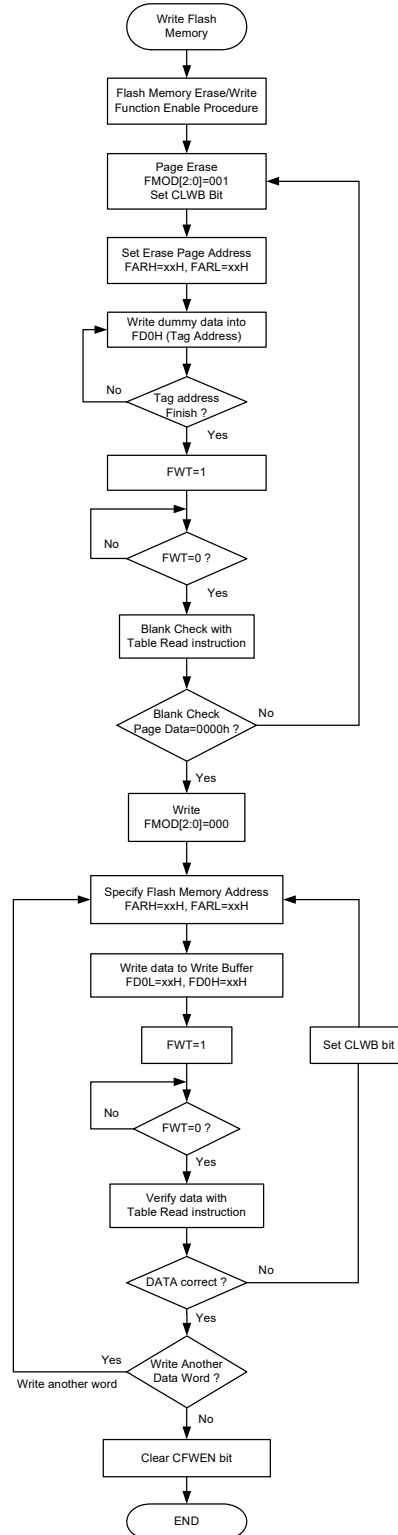 Write Flash
Memory
Flash Memory Erase/Write
Function Enable Procedure
Page Erase
FMOD[2:0]=001
Set CLWB Bit
Set Erase Page Address
FARH=xxH, FARL=xxH
Write dummy data into
FD0H (Tag Address)
No
Tag address
Finish ?
Yes
FWT=1
No
FWT=0 ?
Yes
Blank Check with
Table Read instruction
Blank Check
Page Data=0000h ?
No
Yes
Write
FMOD[2:0]=000
Specify Flash Memory Address
FARH=xxH, FARL=xxH
Write data to Write Buffer
FD0L=xxH, FD0H=xxH
FWT=1
Set CLWB bit
No
FWT=0 ?
Yes
Verify data with
Table Read instruction
DATA correct ?
No
Yes
Yes
Write another word
Write Another
Data Word ?
No
Clear CFWEN bit
END